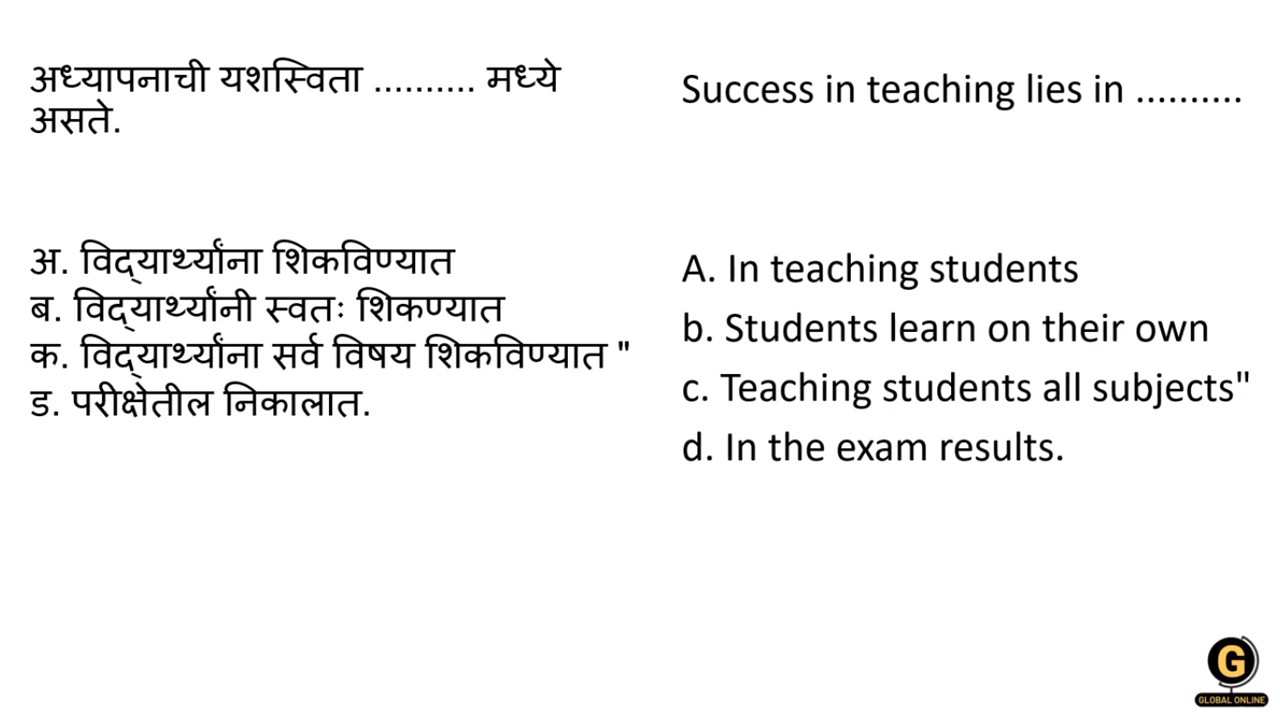 अध्यापनाची यशस्विता .......... मध्ये
असते.
अ. विद्यार्थ्यांना शिकविण्यात
ब. विद्यार्थ्यांनी स्वतः शिकण्यात
क. विद्यार्थ्यांना सर्व विषय शिकविण्यात "
ड. परीक्षेतील निकालात.
Success in teaching lies in ..........
A. In teaching students
b. Students learn on their own
c. Teaching students all subjects"
d. In the exam results.
G
GLOBAL ONLINE